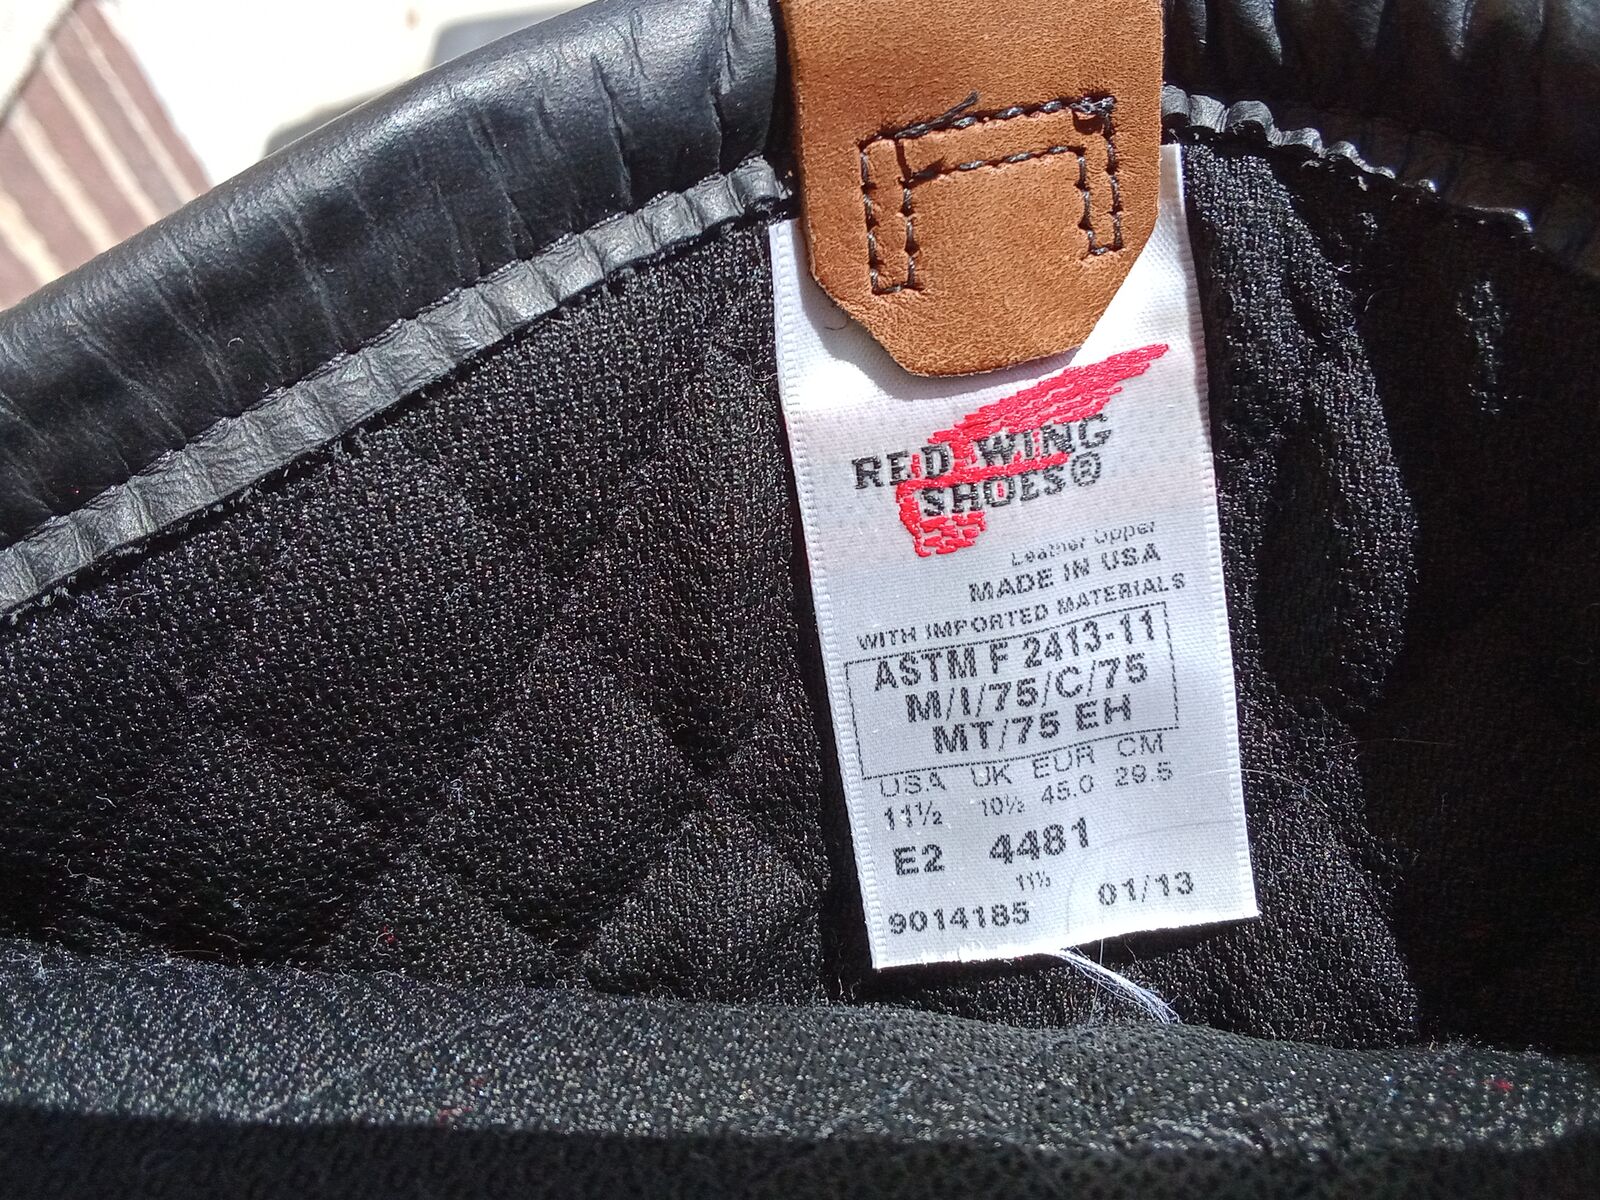 RED WING
SHOES®
Leather Upper
MADE IN USA
WITH IMPORTED MATERIALS
ASTM F 2413-11
M/I/75/C/75
MT/75 EH
USA UK EUR CM
11½ 10½ 45.0 29.5
E2 4481
11½
9014185 01/13